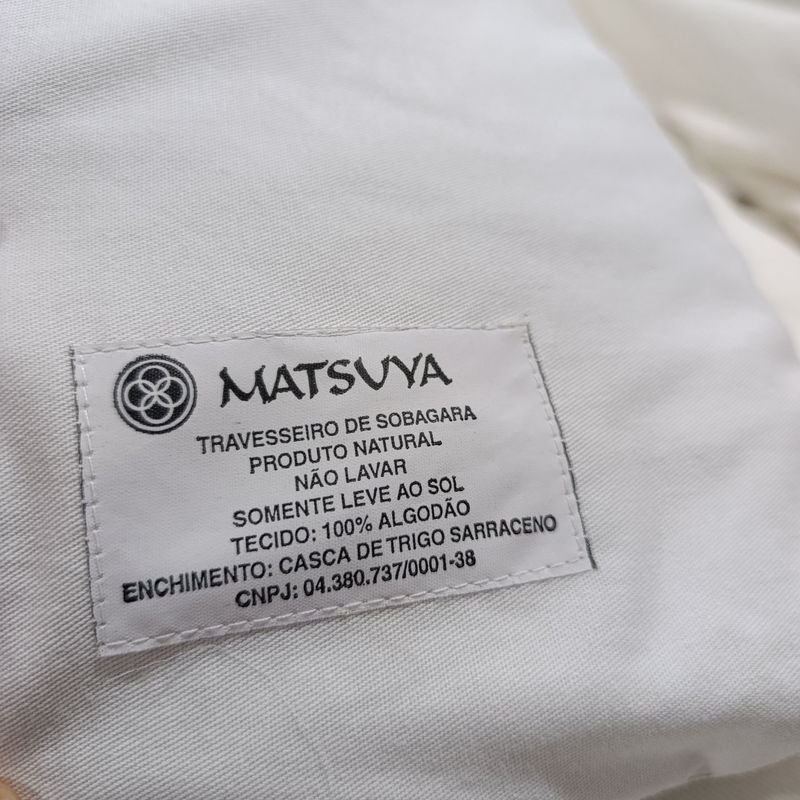 MATSUYA
TRAVESSEIRO DE SOBAGARA
PRODUTO NATURAL
NÃO LAVAR
SOMENTE LEVE AO SOL
TECIDO: 100% ALGODÃO
ENCHIMENTO: CASCA DE TRIGO SARRACENO
CNPJ: 04.380.737/0001-38